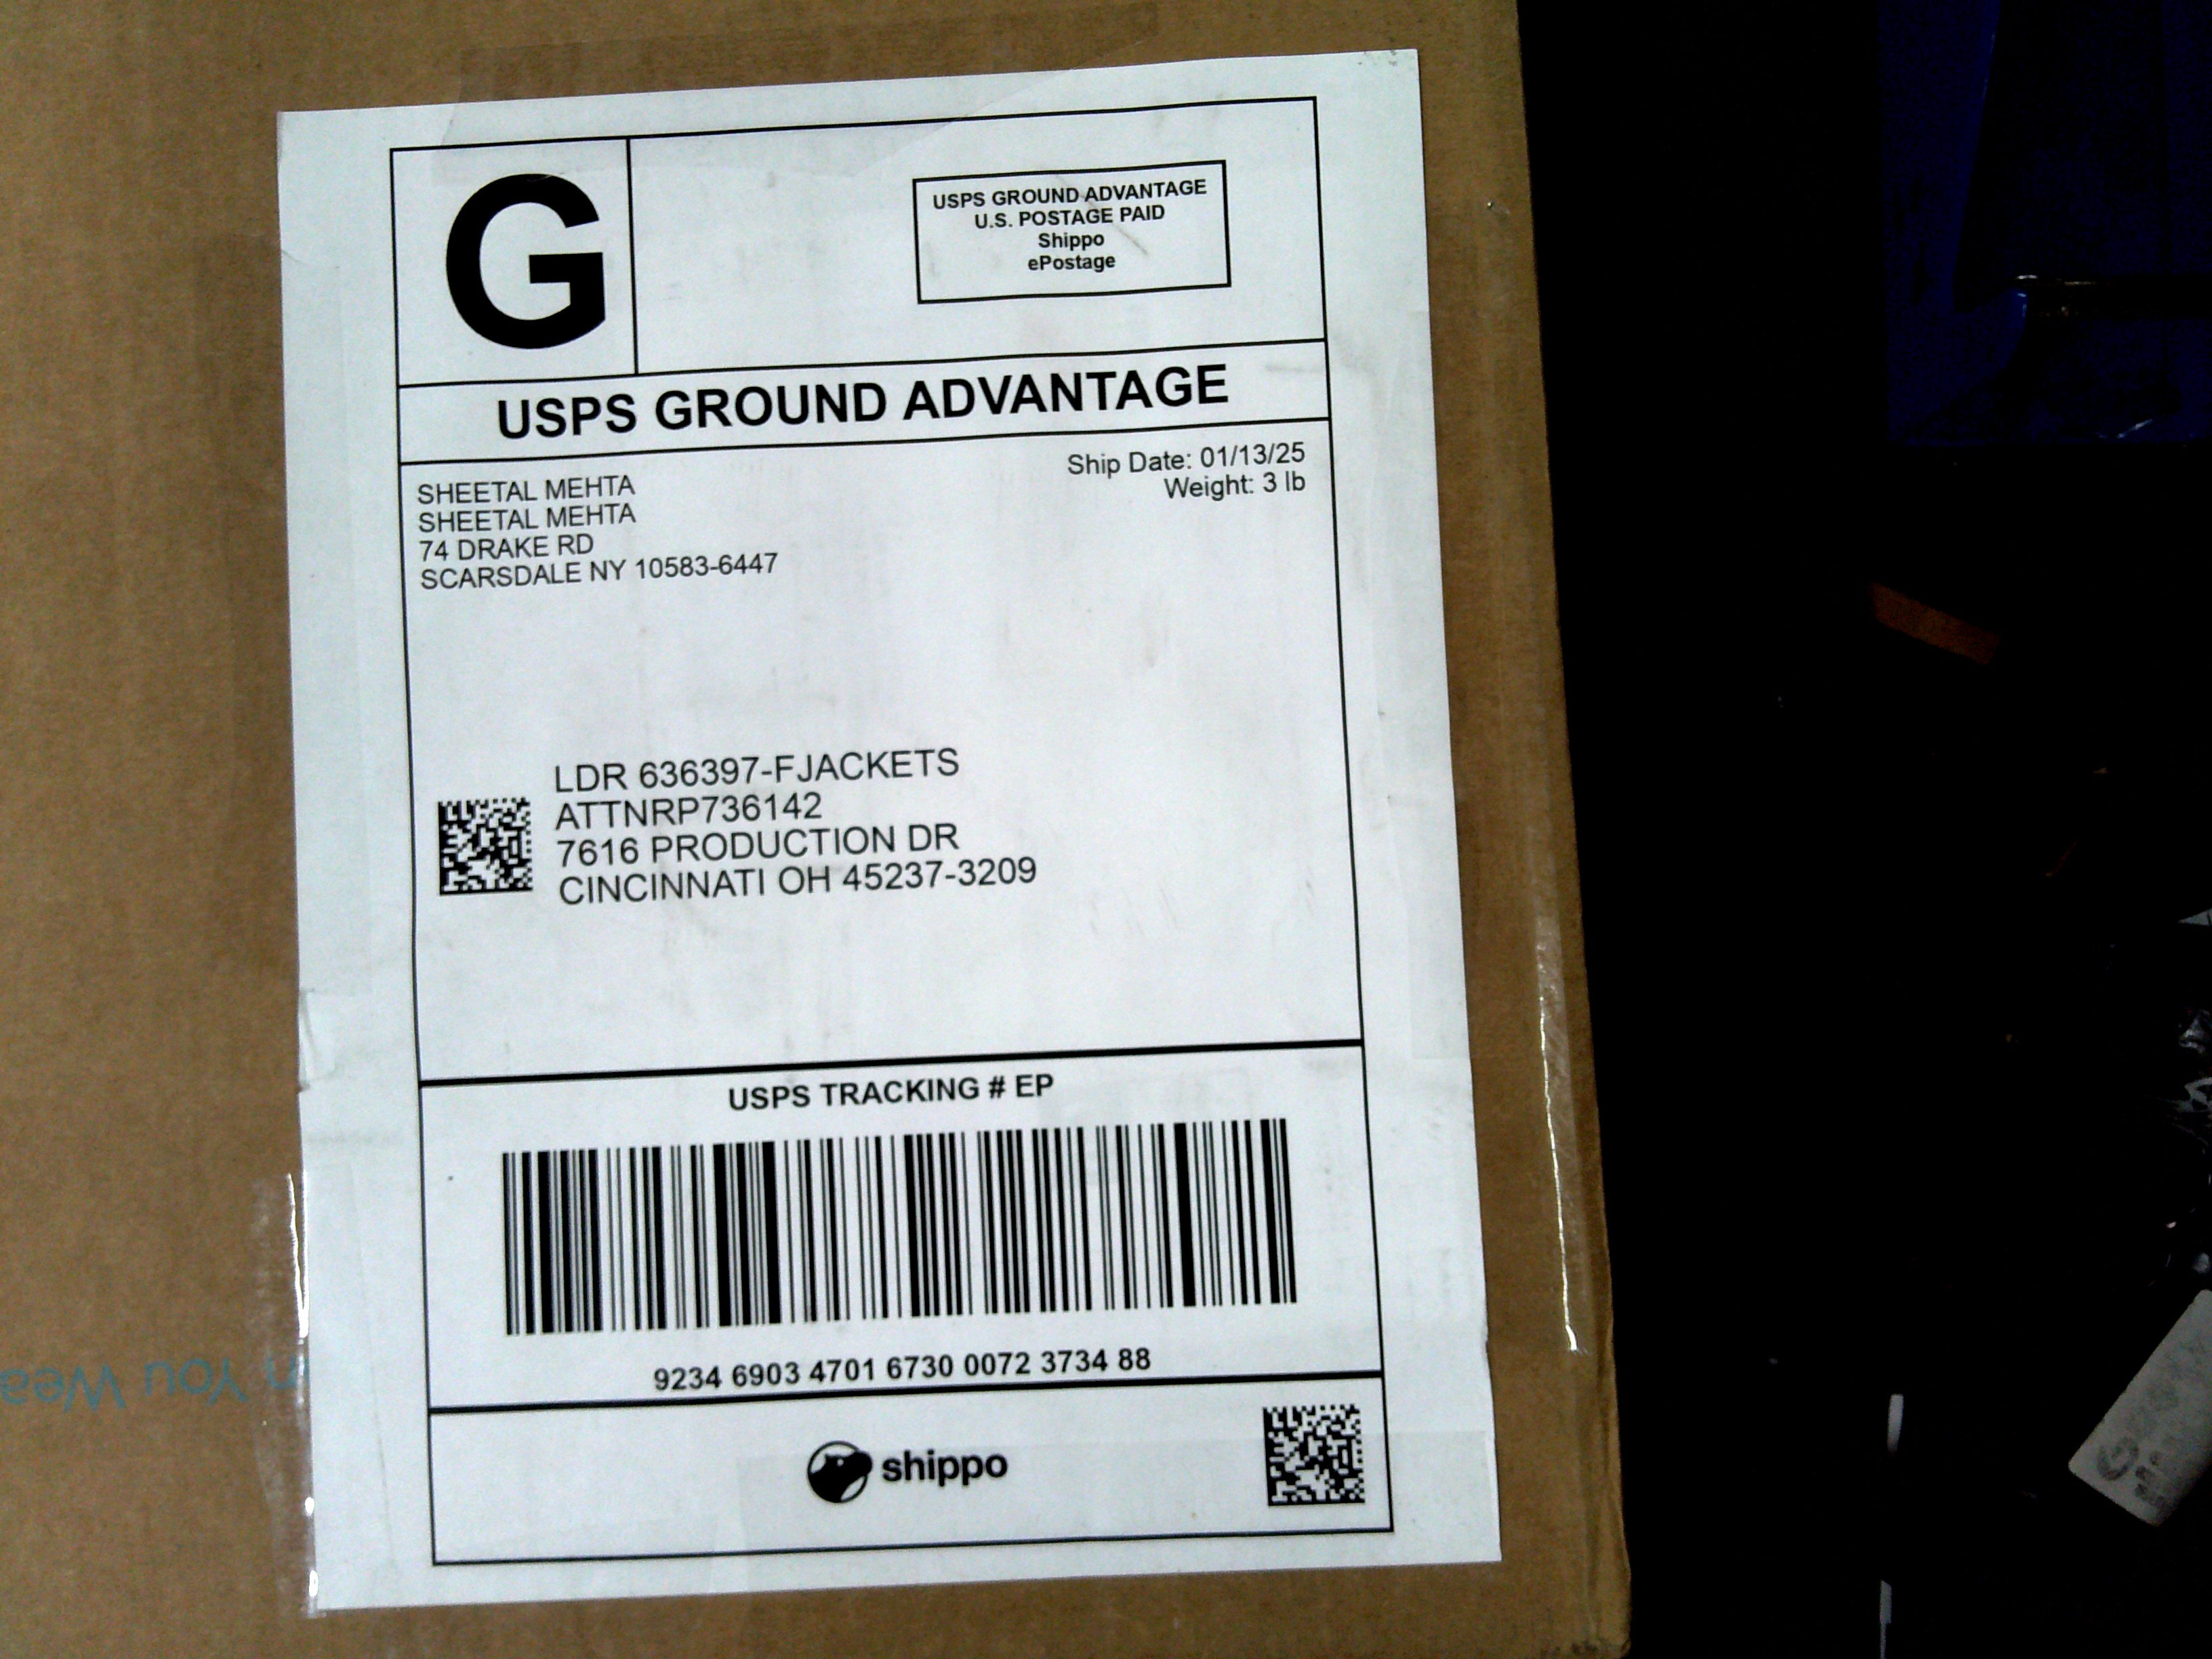 G
USPS GROUND ADVANTAGE
U.S. POSTAGE PAID
Shippo
ePostage
USPS GROUND ADVANTAGE
Ship Date: 01/13/25
Weight: 3 lb
SHEETAL MEHTA
SHEETAL MEHTA
74 DRAKE RD
SCARSDALE NY 10583-6447
LDR 636397-FJACKETS
ATTNRP736142
7616 PRODUCTION DR
CINCINNATI OH 45237-3209
USPS TRACKING # EP
9234 6903 4701 6730 0072 3734 88
shippo
You